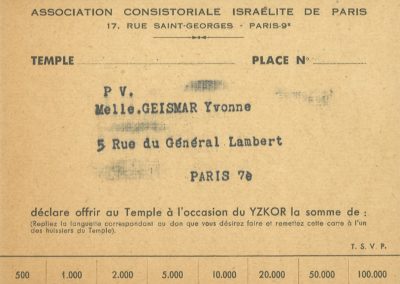 ASSOCIATION CONSISTORIALE ISRAÉLITE DE PARIS
17, RUE SAINT-GEORGES - PARIS-9e
TEMPLE PLACE No
P V.
Melle.GEISMAR Yvonne
5 Rue du Général Lambert
PARIS 7e
déclare offrir au Temple à l'occasion du YZKOR la somme de :
(Repliez la languette correspondant au don que vous désirez faire et remettez cette carte à l'un
des huissiers du Temple).
T. S. V. P.
500 1.000 2.000 5.000 10.000 20.000 50.000 100.000